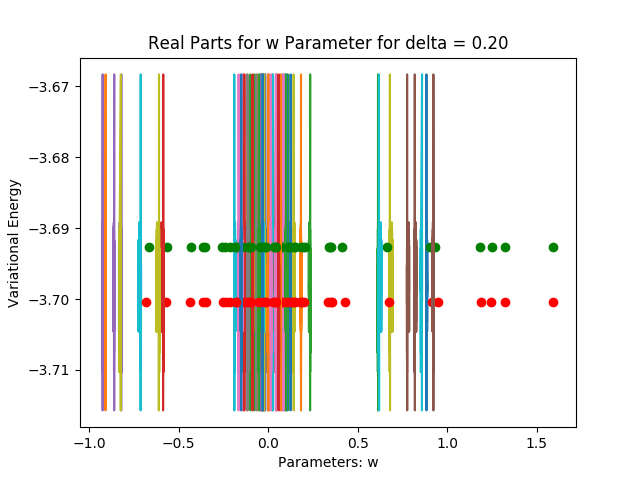 Real Parts for w Parameter for delta = 0.20
Variational Energy
−3.67
−3.68
−3.69
−3.70
−3.71
−1.0 −0.5 0.0 0.5 1.0 1.5
Parameters: w